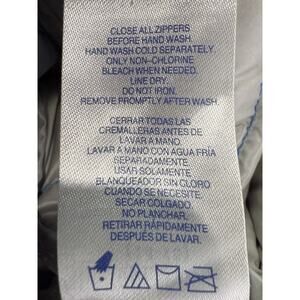 CLOSE ALL ZIPPERS
BEFORE HAND WASH.
HAND WASH COLD SEPARATELY.
ONLY NON-CHLORINE
BLEACH WHEN NEEDED.
LINE DRY.
DO NOT IRON.
REMOVE PROMPTLY AFTER WASH.
CERRAR TODAS LAS
CREMALLERAS ANTES DE
LAVAR A MANO.
LAVAR A MANO CON AGUA FRÍA
SEPARADAMENTE.
USAR SOLAMENTE
BLANQUEADOR SIN CLORO
CUANDO SE NECESITE.
SECAR COLGADO.
NO PLANCHAR.
RETIRAR RÁPIDAMENTE
DESPUÉS DE LAVAR.